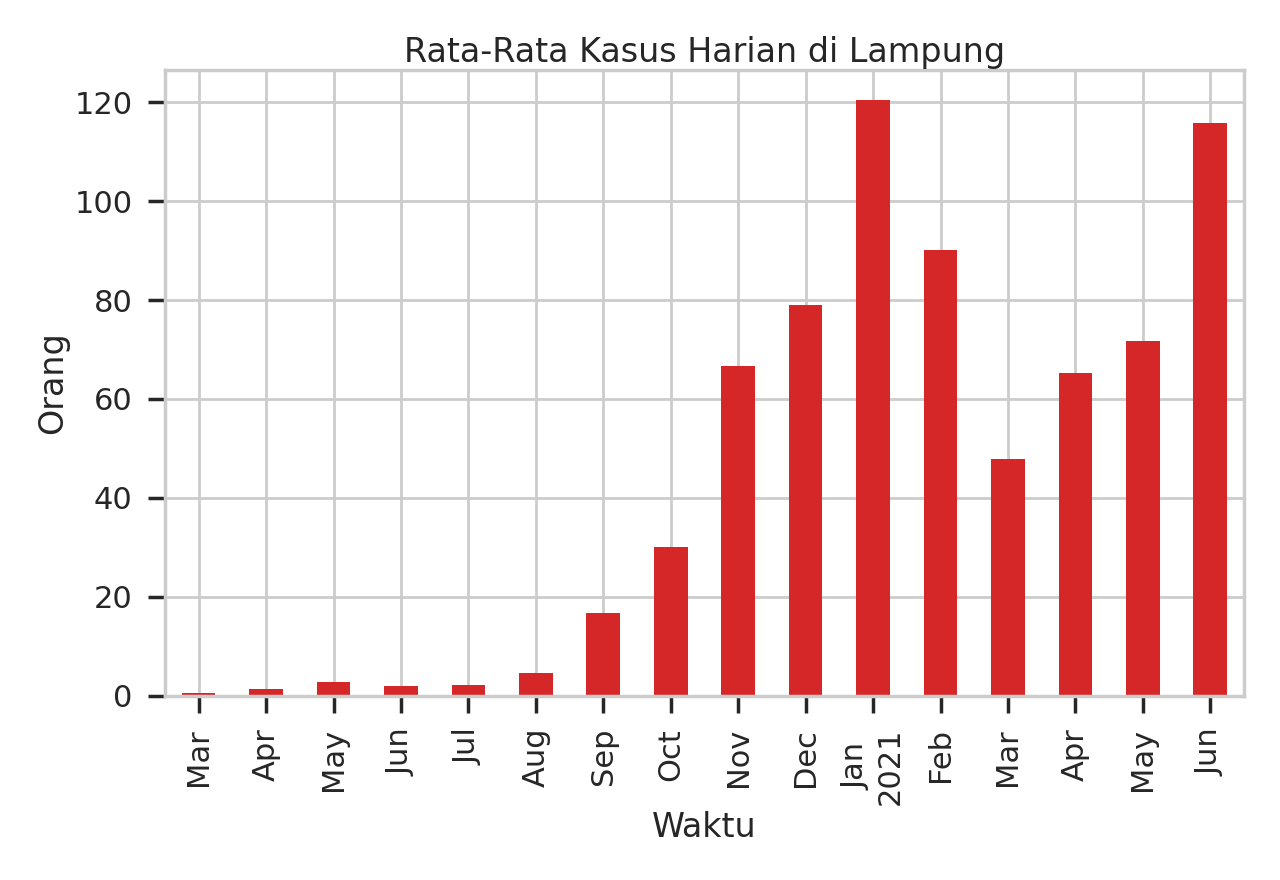 Rata-Rata Kasus Harian di Lampung
120
100
80
60
40
20
0
Orang
Mar
Apr
May
Jun
Jul
Aug
Sep
Oct
Nov
Dec
Jan
2021
Feb
Mar
Apr
May
Jun
Waktu